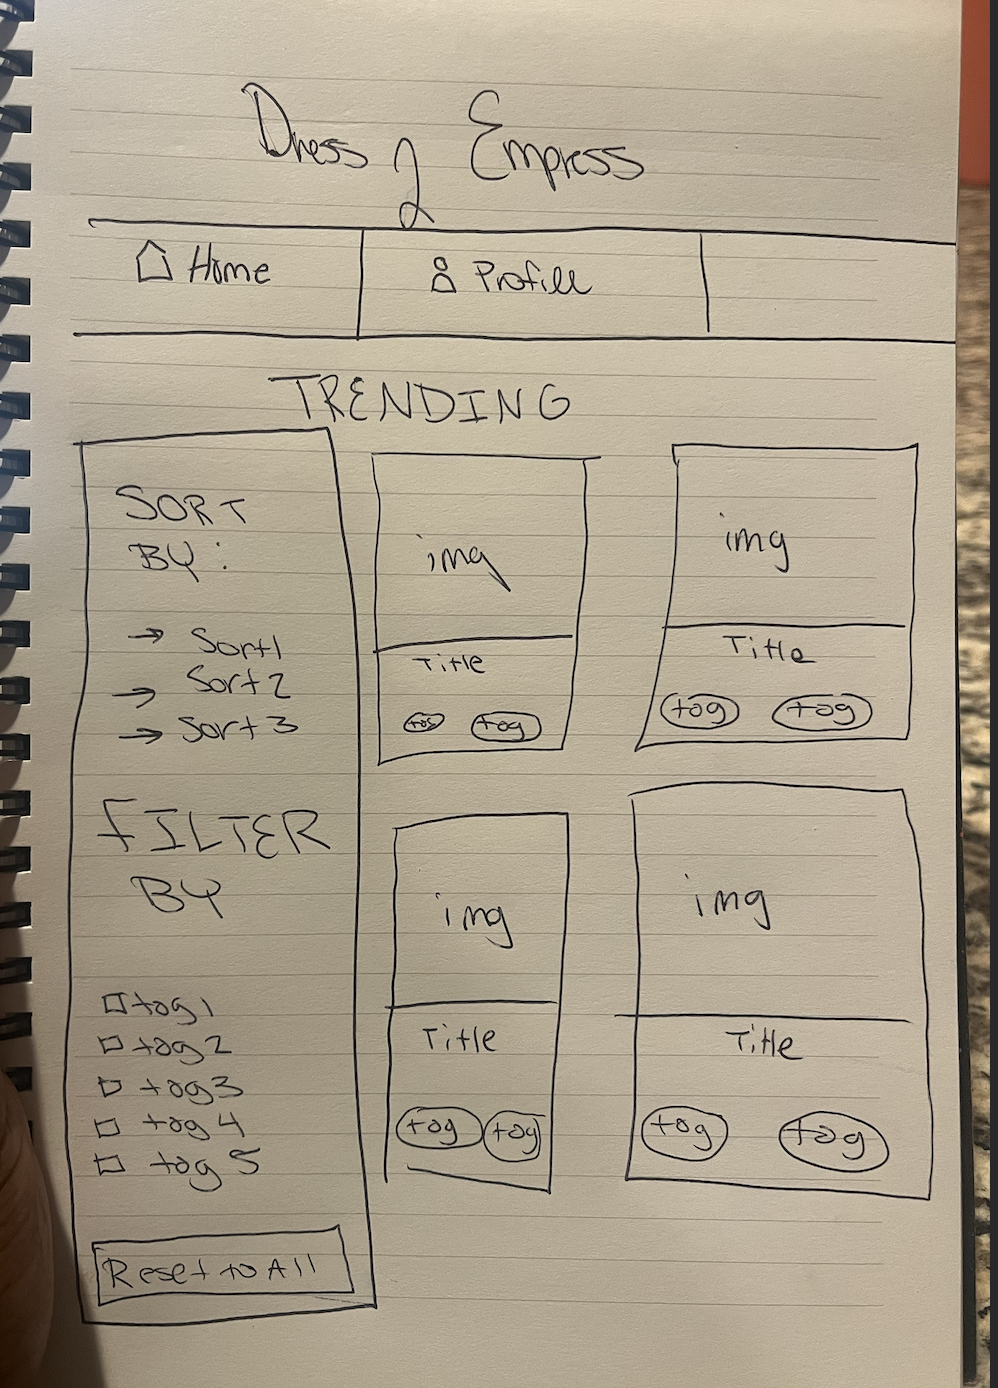 Dress 2 Empress
Home
Profile
TRENDING
SORT
BY:
→ Sort1
→ Sort2
→ Sort3
FILTER
BY
tag1
tag2
tag3
tag4
tag5
Reset to All
img
Title
tag tag
img
Title
tag tag
img
Title
tag tag
img
Title
tag tag